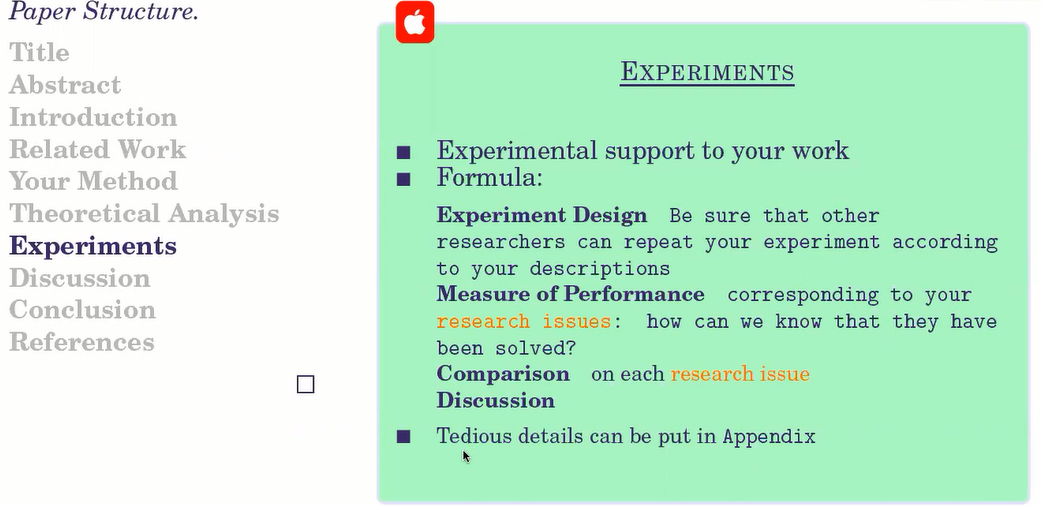 Paper Structure.
Title
Abstract
Introduction
Related Work
Your Method
Theoretical Analysis
Experiments
Discussion
Conclusion
References
EXPERIMENTS
■ Experimental support to your work
■ Formula:
Experiment Design Be sure that other
researchers can repeat your experiment according
to your descriptions
Measure of Performance corresponding to your
research issues: how can we know that they have
been solved?
Comparison on each research issue
Discussion
■ Tedious details can be put in Appendix